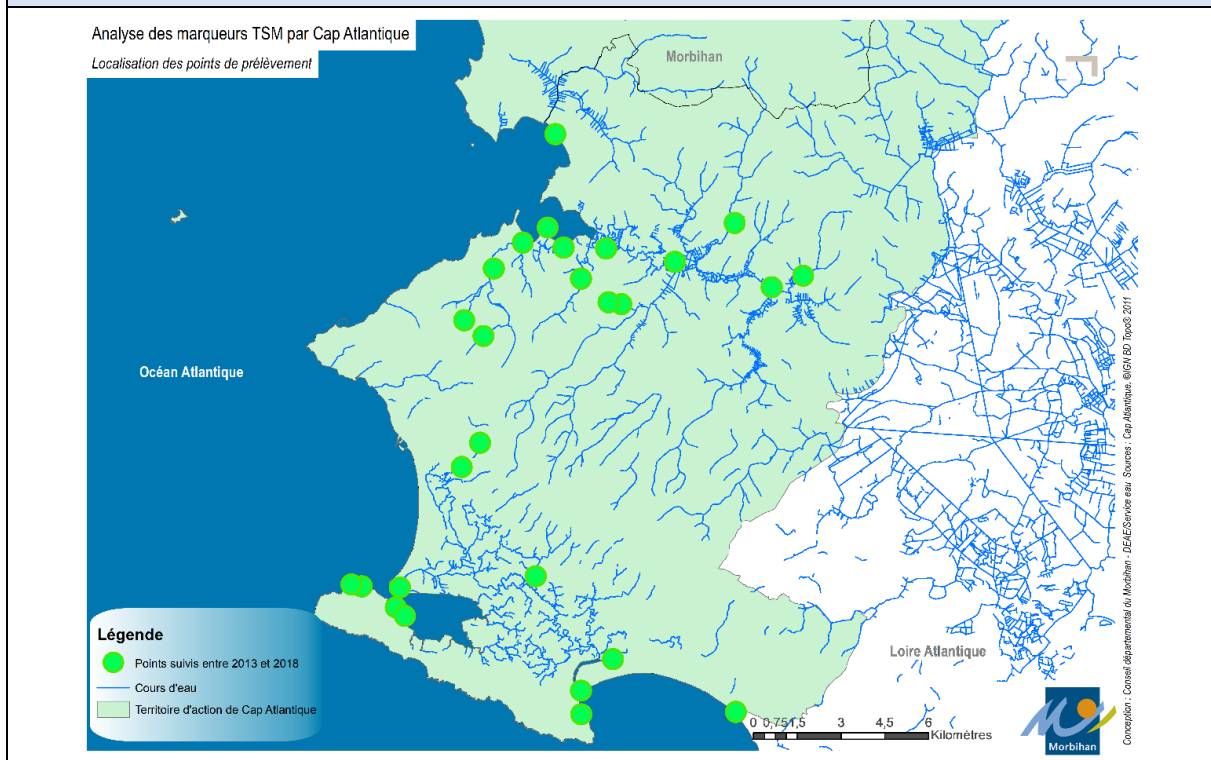 Analyse des marqueurs TSM par Cap Atlantique
Localisation des points de prélèvement
Morbihan
Océan Atlantique
Loire Atlantique
Légende
Points suivis entre 2013 et 2018
Cours d'eau
Territoire d'action de Cap Atlantique
0 0,75 1,5 3 4,5 6
Kilomètres
Morbihan
Conception : Conseil départemental du Morbihan - DEAE/Service eau Sources : Cap Atlantique, ©IGN BD Topo® 2011